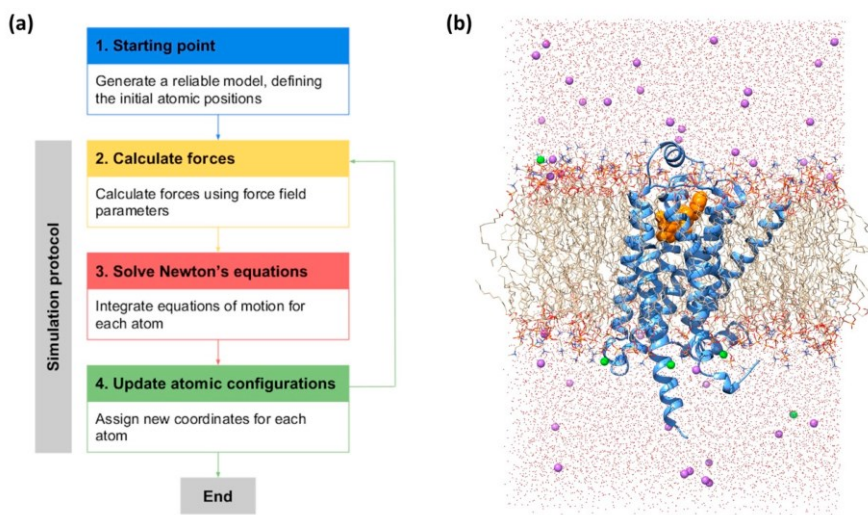 (a)
1. Starting point
Generate a reliable model, defining
the initial atomic positions
Simulation protocol
2. Calculate forces
Calculate forces using force field
parameters
3. Solve Newton's equations
Integrate equations of motion for
each atom
4. Update atomic configurations
Assign new coordinates for each
atom
End
(b)